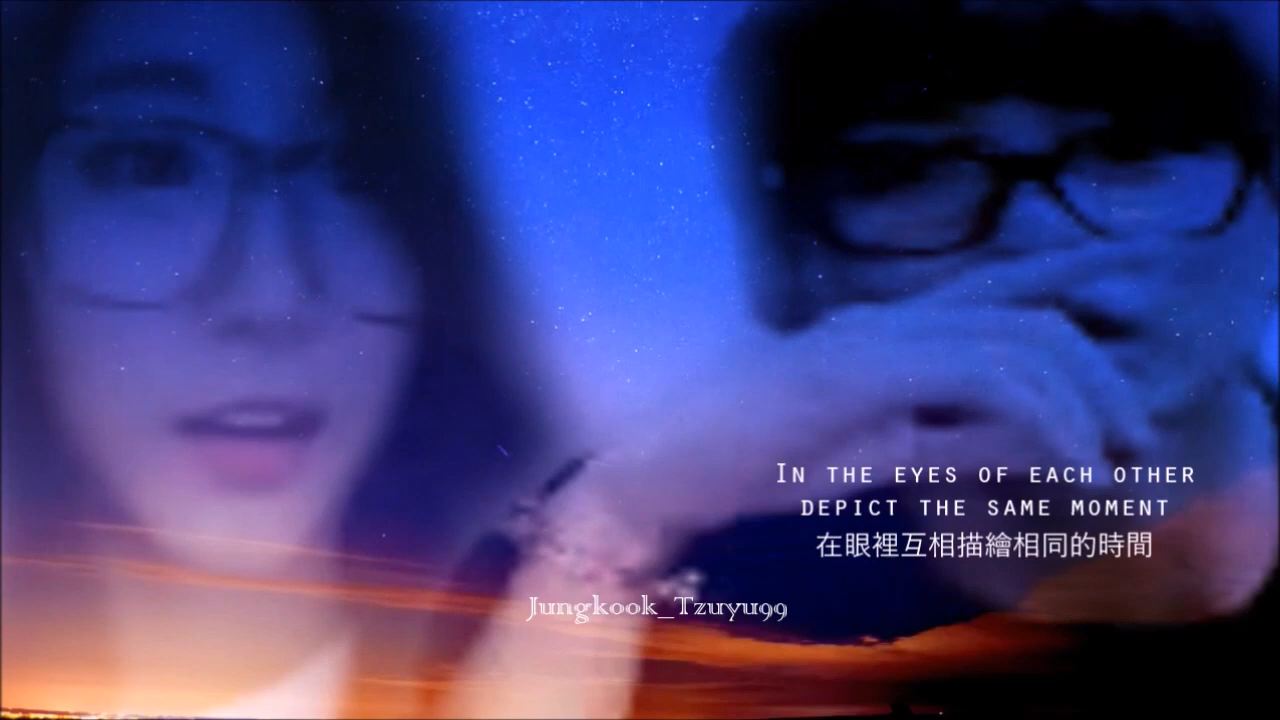 In the eyes of each other
depict the same moment
在眼裡互相描繪相同的時間
Jungkook_Tzuyu99